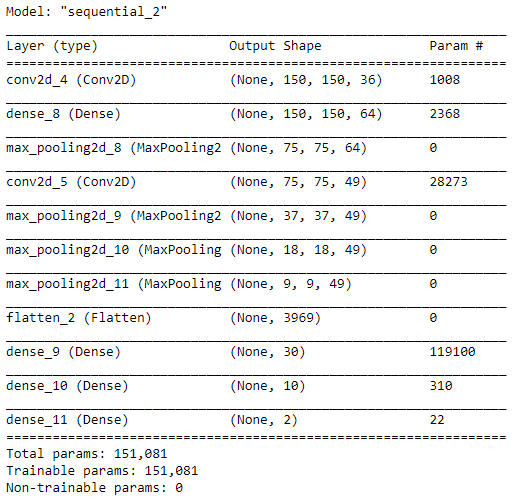 Model: "sequential_2"
_________________________________________________________________
Layer (type)                 Output Shape              Param #
=================================================================
conv2d_4 (Conv2D)            (None, 150, 150, 36)      1008
_________________________________________________________________
dense_8 (Dense)              (None, 150, 150, 64)      2368
_________________________________________________________________
max_pooling2d_8 (MaxPooling2 (None, 75, 75, 64)        0
_________________________________________________________________
conv2d_5 (Conv2D)            (None, 75, 75, 49)        28273
_________________________________________________________________
max_pooling2d_9 (MaxPooling2 (None, 37, 37, 49)        0
_________________________________________________________________
max_pooling2d_10 (MaxPooling (None, 18, 18, 49)        0
_________________________________________________________________
max_pooling2d_11 (MaxPooling (None, 9, 9, 49)          0
_________________________________________________________________
flatten_2 (Flatten)          (None, 3969)              0
_________________________________________________________________
dense_9 (Dense)              (None, 30)                119100
_________________________________________________________________
dense_10 (Dense)             (None, 10)                310
_________________________________________________________________
dense_11 (Dense)             (None, 2)                 22
=================================================================
Total params: 151,081
Trainable params: 151,081
Non-trainable params: 0